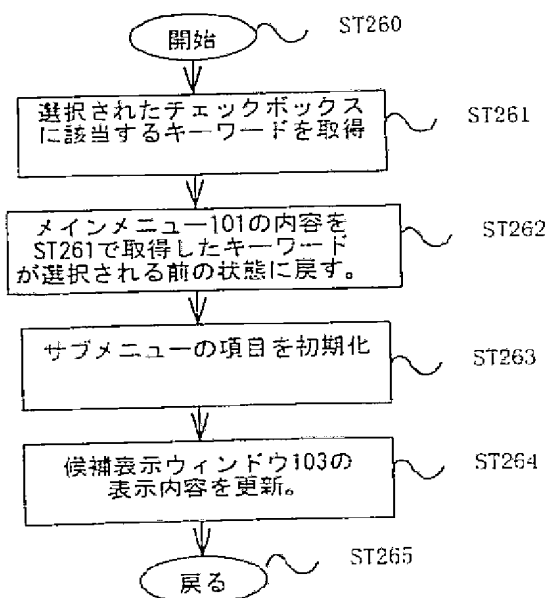 開始
ST260
選択されたチェックボックス
に該当するキーワードを取得
ST261
メインメニュー101の内容を
ST261で取得したキーワード
が選択される前の状態に戻す。
ST262
サブメニューの項目を初期化
ST263
候補表示ウィンドウ103の
表示内容を更新。
ST264
戻る
ST265